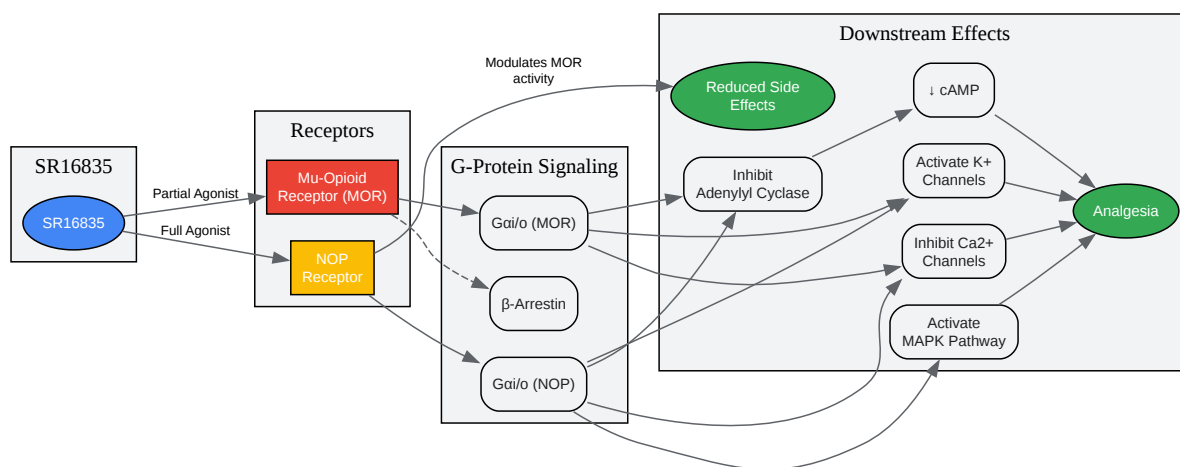 SR16835
SR16835
Partial Agonist
Full Agonist
Receptors
Mu-Opioid
Receptor (MOR)
NOP
Receptor
Modulates MOR
activity
G-Protein Signaling
Gαi/o (MOR)
β-Arrestin
Gαi/o (NOP)
Downstream Effects
Reduced Side
Effects
Inhibit
Adenylyl Cyclase
↓ cAMP
Activate K+
Channels
Inhibit Ca2+
Channels
Activate
MAPK Pathway
Analgesia